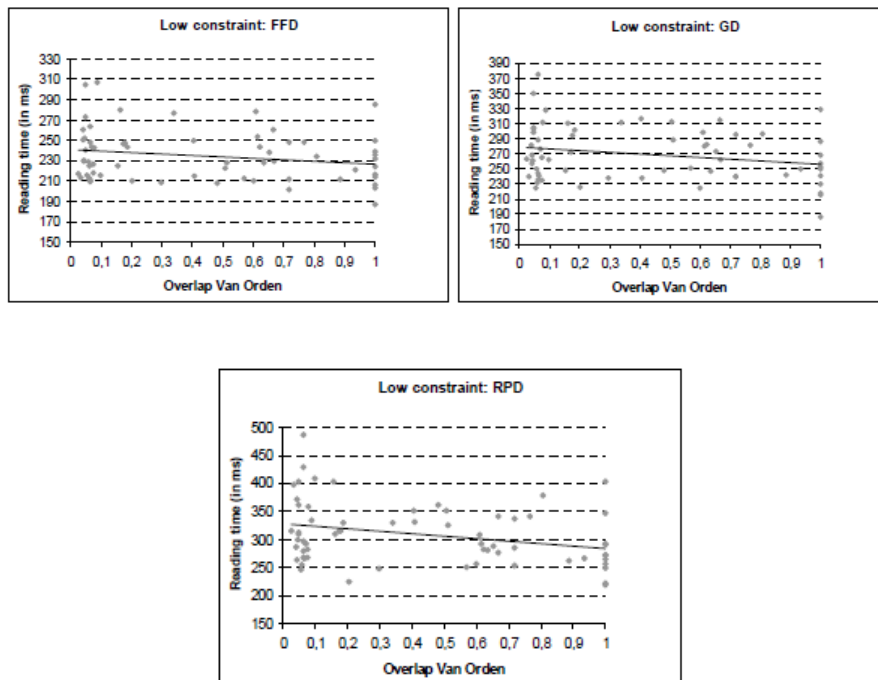 Low constraint: FFD
Reading time (in ms)
330
310
290
270
250
230
210
190
170
150
0 0,1 0,2 0,3 0,4 0,5 0,6 0,7 0,8 0,9 1
Overlap Van Orden
Low constraint: GD
Reading time (in ms)
390
370
350
330
310
290
270
250
230
210
190
170
150
0 0,1 0,2 0,3 0,4 0,5 0,6 0,7 0,8 0,9 1
Overlap Van Orden
Low constraint: RPD
Reading time (in ms)
500
450
400
350
300
250
200
150
0 0,1 0,2 0,3 0,4 0,5 0,6 0,7 0,8 0,9 1
Overlap Van Orden